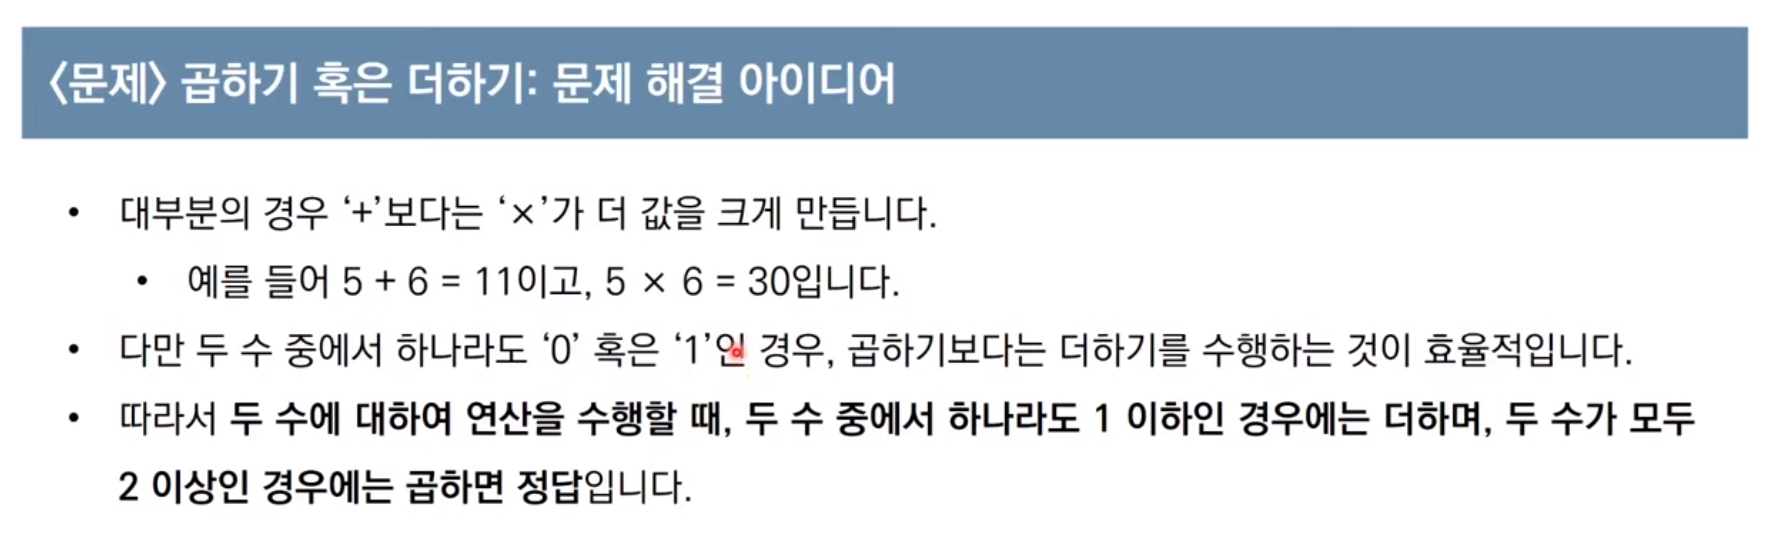 <문제> 곱하기 혹은 더하기: 문제 해결 아이디어
• 대부분의 경우 ‘+’보다는 ‘×’가 더 값을 크게 만듭니다.
• 예를 들어 5 + 6 = 11이고, 5 × 6 = 30입니다.
• 다만 두 수 중에서 하나라도 ‘0’ 혹은 ‘1’인 경우, 곱하기보다는 더하기를 수행하는 것이 효율적입니다.
• 따라서 두 수에 대하여 연산을 수행할 때, 두 수 중에서 하나라도 1 이하인 경우에는 더하며, 두 수가 모두
2 이상인 경우에는 곱하면 정답입니다.